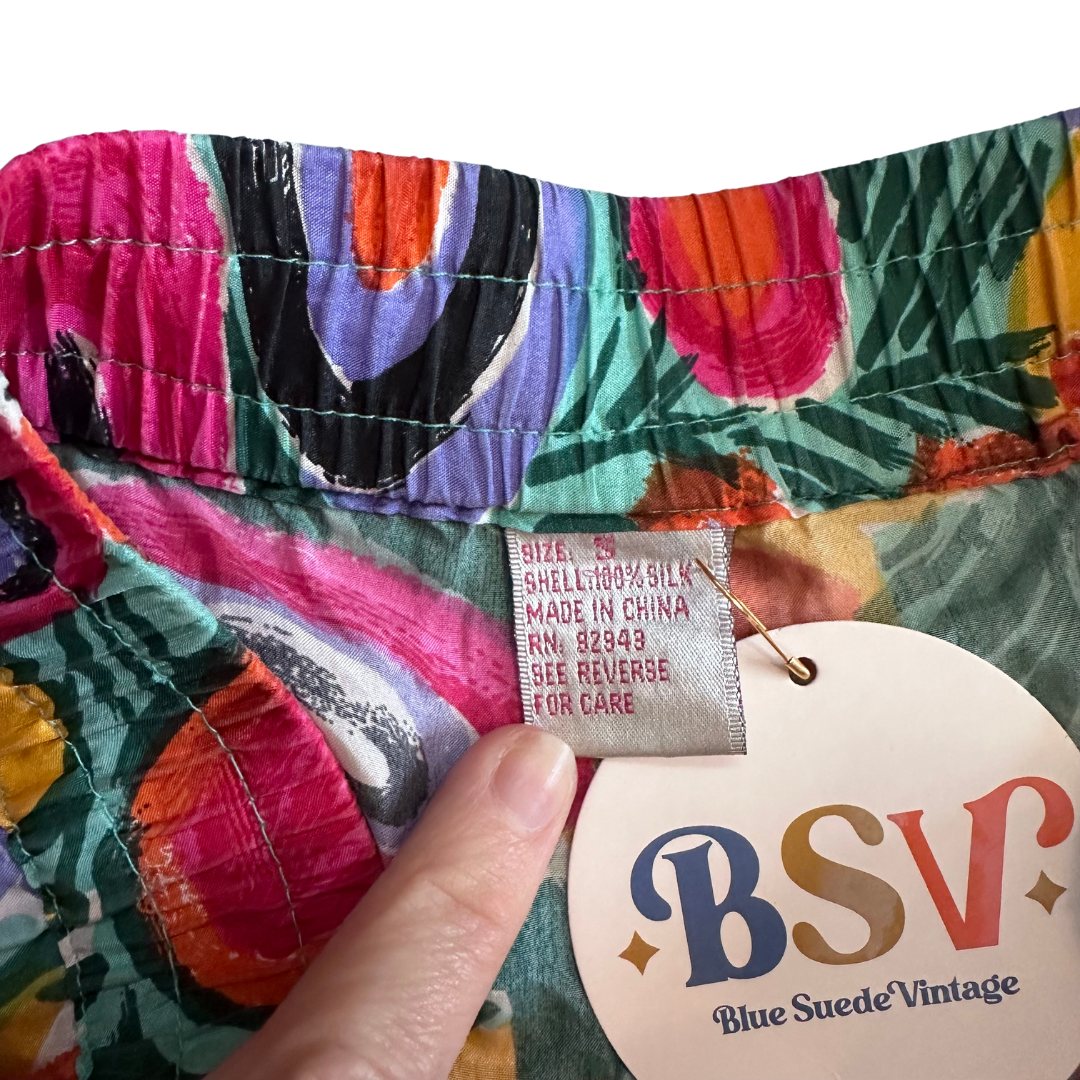 SIZE:
SHELL:100% SILK
MADE IN CHINA
RN: 92943
SEE REVERSE
FOR CARE
BSV
Blue Suede Vintage